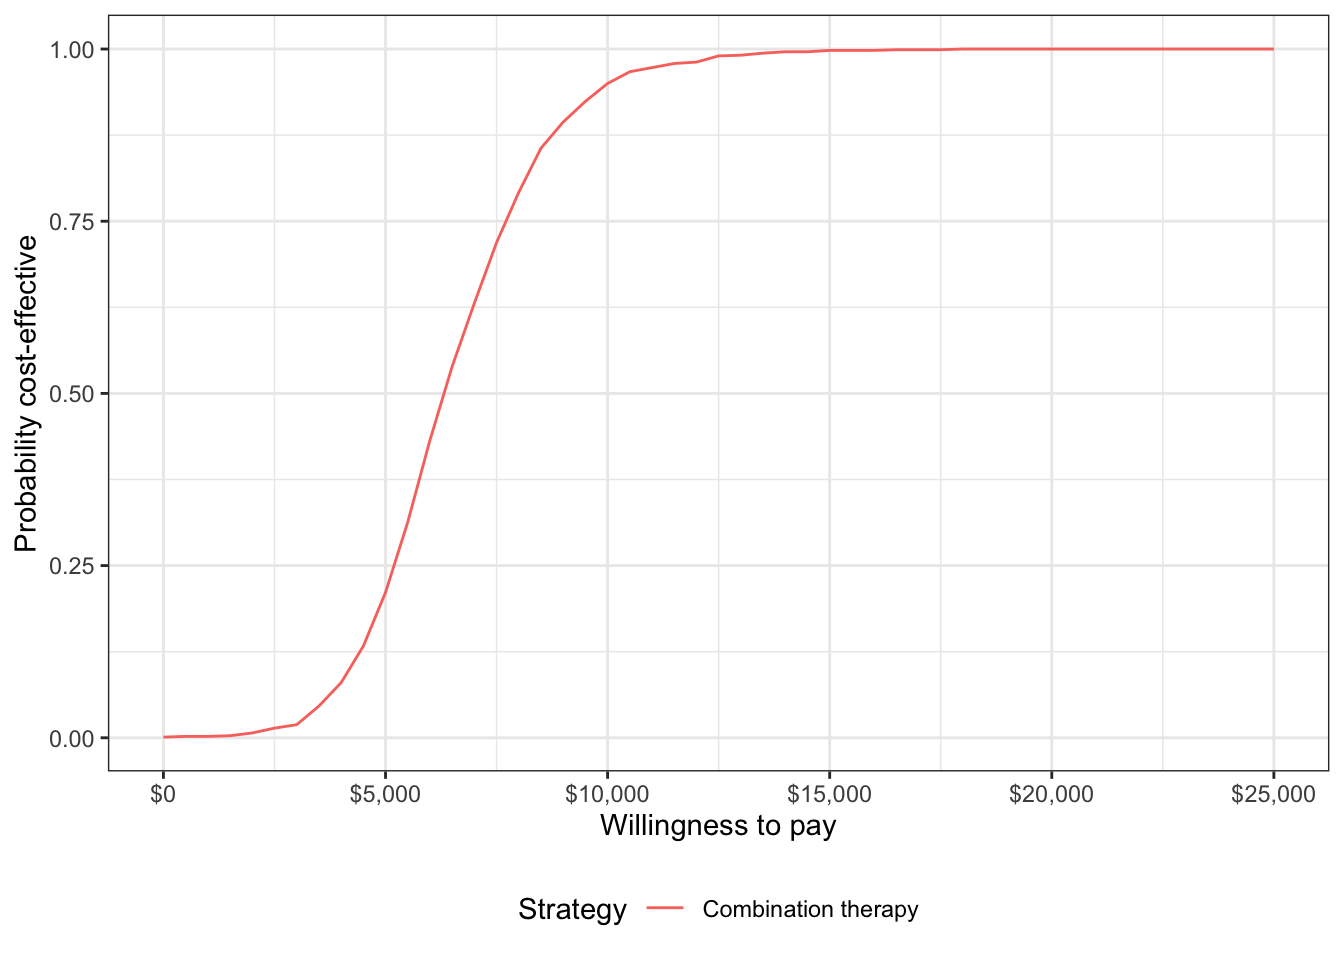 1.00
0.75
0.50
0.25
0.00
Probability cost-effective
$0 $5,000 $10,000 $15,000 $20,000 $25,000
Willingness to pay
Strategy Combination therapy